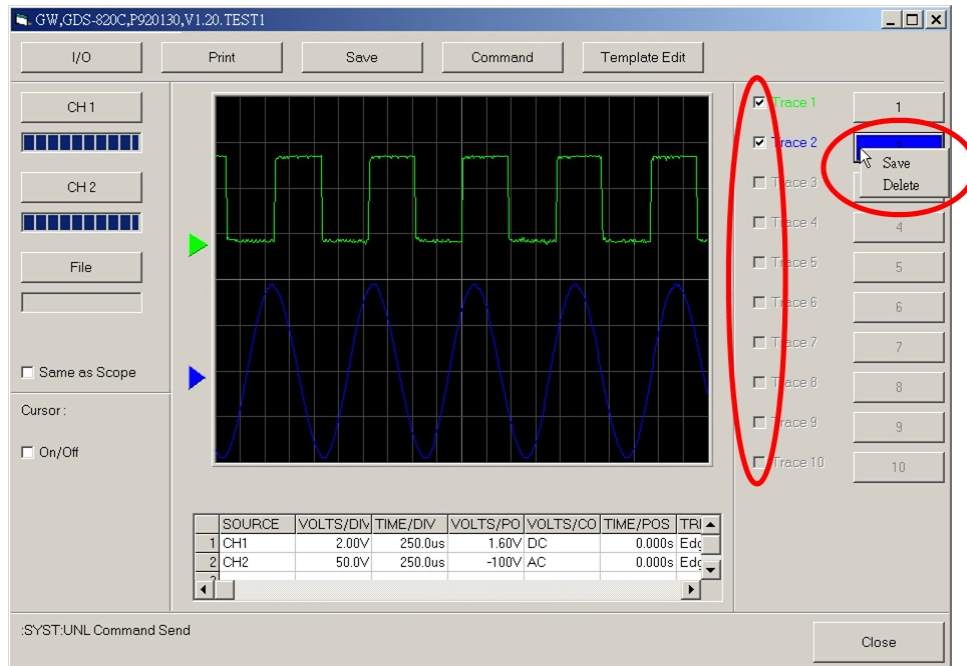 GW,GDS-820C,P920130,V1.20.TEST1
I/O Print Save Command Template Edit
CH 1
CH 2
File
Same as Scope
Cursor :
On/Off
Trace 1 1
Trace 2
Save
Delete
Trace 3
Trace 4 4
Trace 5 5
Trace 6 6
Trace 7 7
Trace 8 8
Trace 9 9
Trace 10 10
SOURCE VOLTS/DIV TIME/DIV VOLTS/PO VOLTS/CO TIME/POS TRI
1 CH1 2.00V 250.0us 1.60V DC 0.000s Edg
2 CH2 50.0V 250.0us -100V AC 0.000s Edg
:SYST:UNL Command Send
Close